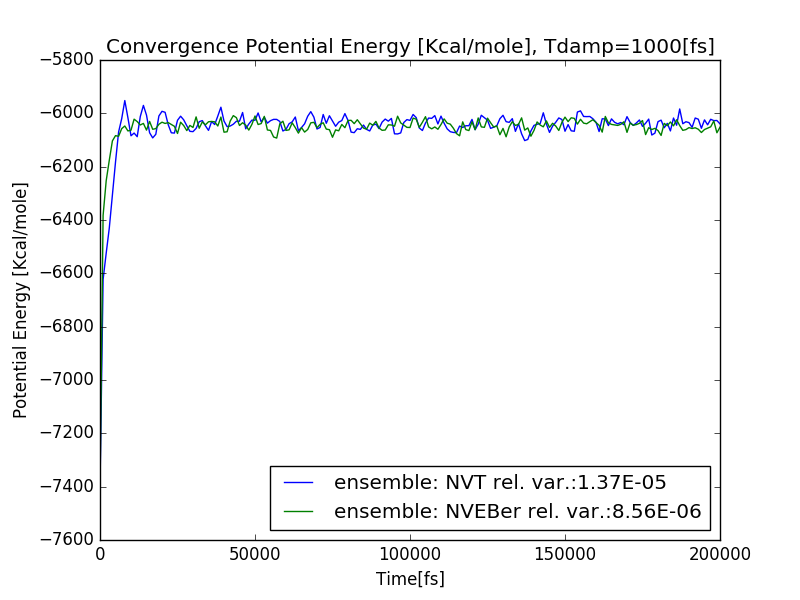 Convergence Potential Energy [Kcal/mole], Tdamp=1000[fs]
Potential Energy [Kcal/mole]
−5800
−6000
−6200
−6400
−6600
−6800
−7000
−7200
−7400
−7600
ensemble: NVT rel. var.:1.37E-05
ensemble: NVEBer rel. var.:8.56E-06
0 50000 100000 150000 200000
Time[fs]